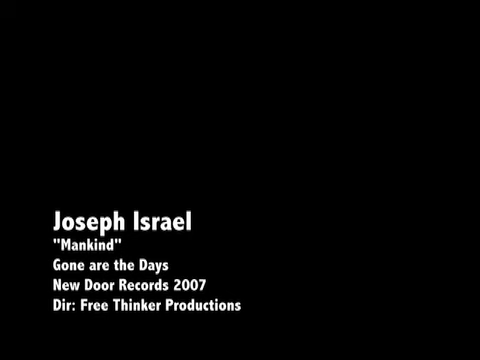 Joseph Israel
"Mankind"
Gone are the Days
New Door Records 2007
Dir: Free Thinker Productions